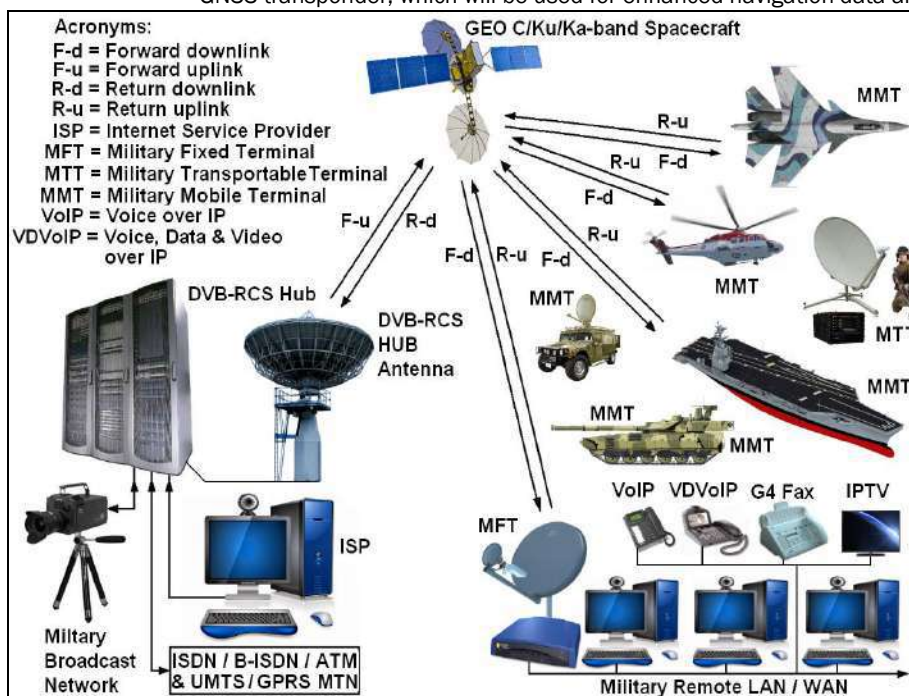 Acronyms:
F-d = Forward downlink
F-u = Forward uplink
R-d = Return downlink
R-u = Return uplink
ISP = Internet Service Provider
MFT = Military Fixed Terminal
MTT = Military TransportableTerminal
MMT = Military Mobile Terminal
VoIP = Voice over IP
VDVoIP = Voice, Data & Video
over IP
GEO C/Ku/Ka-band Spacecraft
MMT
R-u
F-d
R-u
F-d
MMT
F-u
R-d
F-d
R-u
F-d
R-u
MTT
MMT
MMT
MMT
MMT
DVB-RCS Hub
DVB-RCS
HUB
Antenna
ISP
Miltary
Broadcast
Network
ISDN / B-ISDN / ATM
& UMTS / GPRS MTN
MFT
VoIP
VDVoIP
G4 Fax
IPTV
Military Remote LAN / WAN